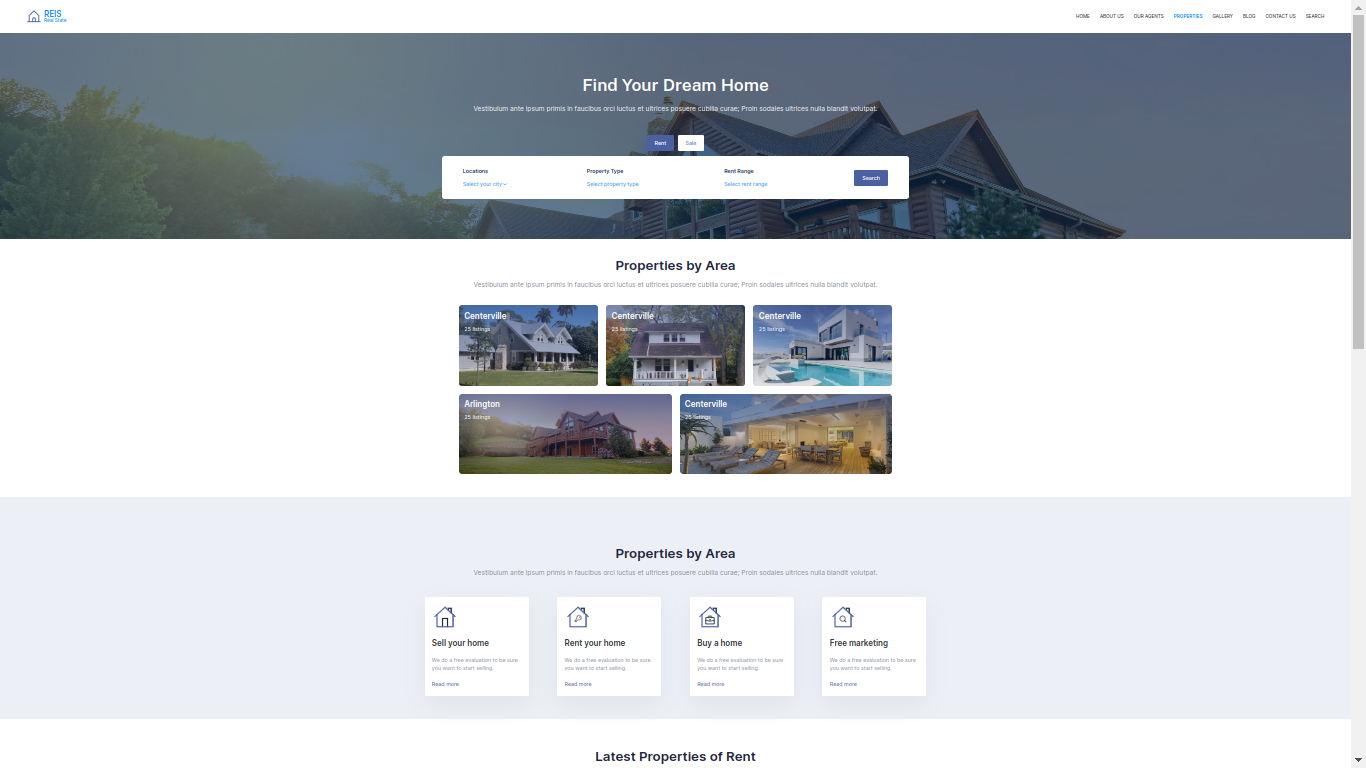 REIS
Real State
HOME ABOUT US OUR AGENTS PROPERTIES GALLERY BLOG CONTACT US SEARCH
Find Your Dream Home
Vestibulum ante ipsum primis in faucibus orci luctus et ultrices posuere cubilia curae; Proin sodales ultrices nulla blandit volutpat.
Rent Sale
Locations Property Type Rent Range
Select your city Select property type Select rent range
Search
Properties by Area
Vestibulum ante ipsum primis in faucibus orci luctus et ultrices posuere cubilia curae; Proin sodales ultrices nulla blandit volutpat.
Centerville Centerville Centerville
25 listings 25 listings 25 listings
Arlington Centerville
25 listings 25 listings
Properties by Area
Vestibulum ante ipsum primis in faucibus orci luctus et ultrices posuere cubilia curae; Proin sodales ultrices nulla blandit volutpat.
Sell your home Rent your home Buy a home Free marketing
We do a free evaluation to be sure We do a free evaluation to be sure We do a free evaluation to be sure We do a free evaluation to be sure
you want to start selling. you want to start selling. you want to start selling. you want to start selling.
Read more Read more Read more Read more
Latest Properties of Rent